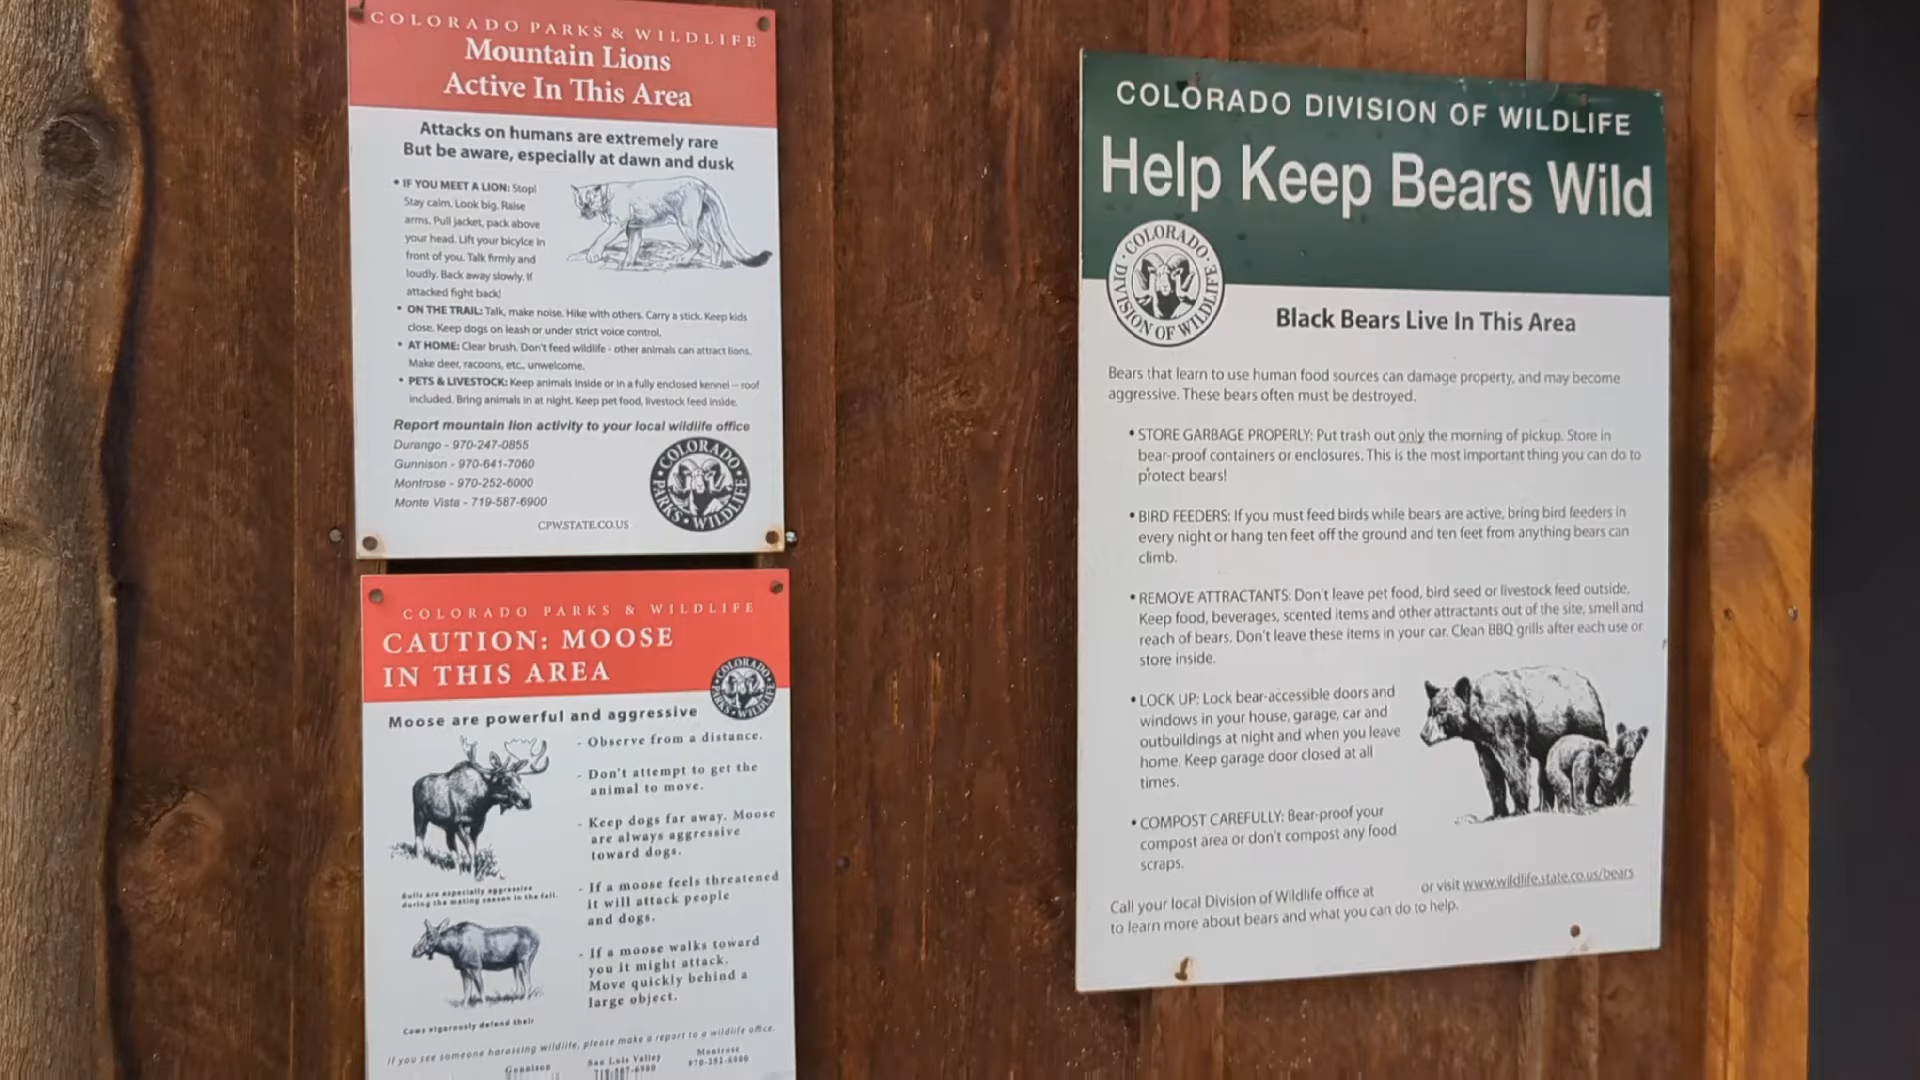 COLORADO PARKS & WILDLIFE
Mountain Lions
Active In This Area
Attacks on humans are extremely rare
But be aware, especially at dawn and dusk
• IF YOU MEET A LION: Stop!
Stay calm. Look big. Raise
arms. Pull jacket, pack above
your head. Lift your bicylce in
front of you. Talk firmly and
loudly. Back away slowly. If
attacked fight back!
• ON THE TRAIL: Talk, make noise. Hike with others. Carry a stick. Keep kids
close. Keep dogs on leash or under strict voice control.
• AT HOME: Clear brush. Don't feed wildlife - other animals can attract lions.
Make deer, racoons, etc., unwelcome.
• PETS & LIVESTOCK: Keep animals inside or in a fully enclosed kennel -- roof
included. Bring animals in at night. Keep pet food, livestock feed inside.
Report mountain lion activity to your local wildlife office
Durango - 970-247-0855
Gunnison - 970-641-7060
Montrose - 970-252-6000
Monte Vista - 719-587-6900
CPW.STATE.CO.US
COLORADO
PARKS • WILDLIFE
COLORADO PARKS & WILDLIFE
CAUTION: MOOSE
IN THIS AREA
COLORADO
PARKS • WILDLIFE
Moose are powerful and aggressive
- Observe from a distance.
- Don't attempt to get the
animal to move.
- Keep dogs far away. Moose
are always aggressive
toward dogs.
- If a moose feels threatened
it will attack people
and dogs.
- If a moose walks toward
you it might attack.
Move quickly behind a
large object.
Bulls are especially aggressive
during the mating season in the fall.
Cows vigorously defend their
If you see someone harassing wildlife, please make a report to a wildlife office.
Gunnison
San Luis Valley
719-587-6900
Montrose
COLORADO DIVISION OF WILDLIFE
Help Keep Bears Wild
COLORADO
DIVISION OF WILDLIFE
Black Bears Live In This Area
Bears that learn to use human food sources can damage property, and may become
aggressive. These bears often must be destroyed.
• STORE GARBAGE PROPERLY: Put trash out only the morning of pickup. Store in
bear-proof containers or enclosures. This is the most important thing you can do to
protect bears!
• BIRD FEEDERS: If you must feed birds while bears are active, bring bird feeders in
every night or hang ten feet off the ground and ten feet from anything bears can
climb.
• REMOVE ATTRACTANTS: Don't leave pet food, bird seed or livestock feed outside.
Keep food, beverages, scented items and other attractants out of the site, smell and
reach of bears. Don't leave these items in your car. Clean BBQ grills after each use or
store inside.
• LOCK UP: Lock bear-accessible doors and
windows in your house, garage, car and
outbuildings at night and when you leave
home. Keep garage door closed at all
times.
• COMPOST CAREFULLY: Bear-proof your
compost area or don't compost any food
scraps.
Call your local Division of Wildlife office at or visit www.wildlife.state.co.us/bears
to learn more about bears and what you can do to help.